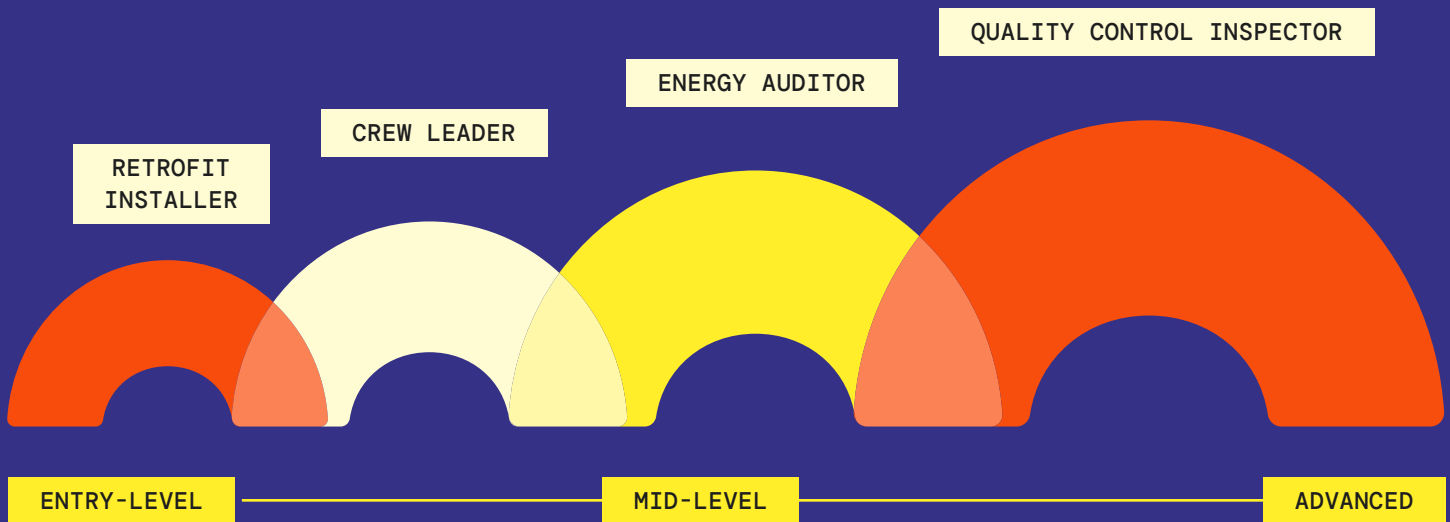 QUALITY CONTROL INSPECTOR
ENERGY AUDITOR
CREW LEADER
RETROFIT
INSTALLER
ENTRY-LEVEL
MID-LEVEL
ADVANCED